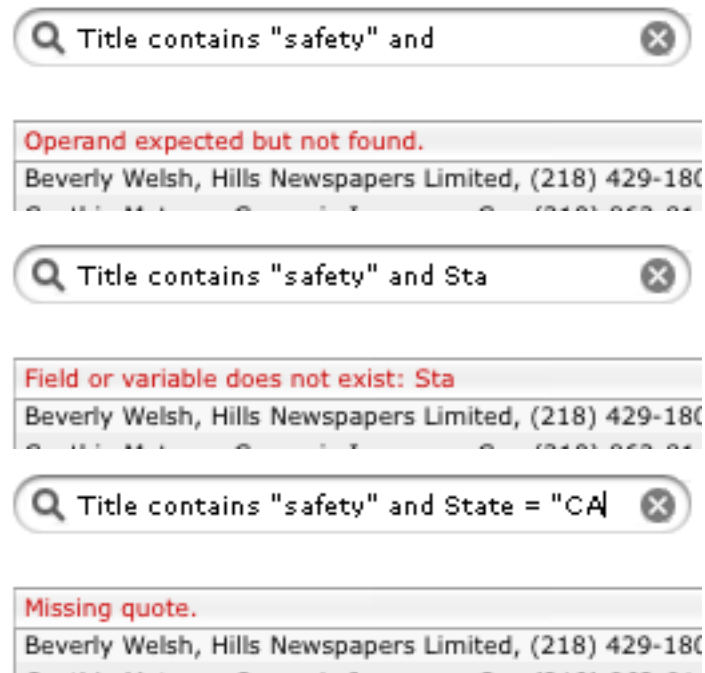 Title contains "safety" and
Operand expected but not found.
Beverly Welsh, Hills Newspapers Limited, (218) 429-180
Title contains "safety" and Sta
Field or variable does not exist: Sta
Beverly Welsh, Hills Newspapers Limited, (218) 429-180
Title contains "safety" and State = "CA
Missing quote.
Beverly Welsh, Hills Newspapers Limited, (218) 429-180